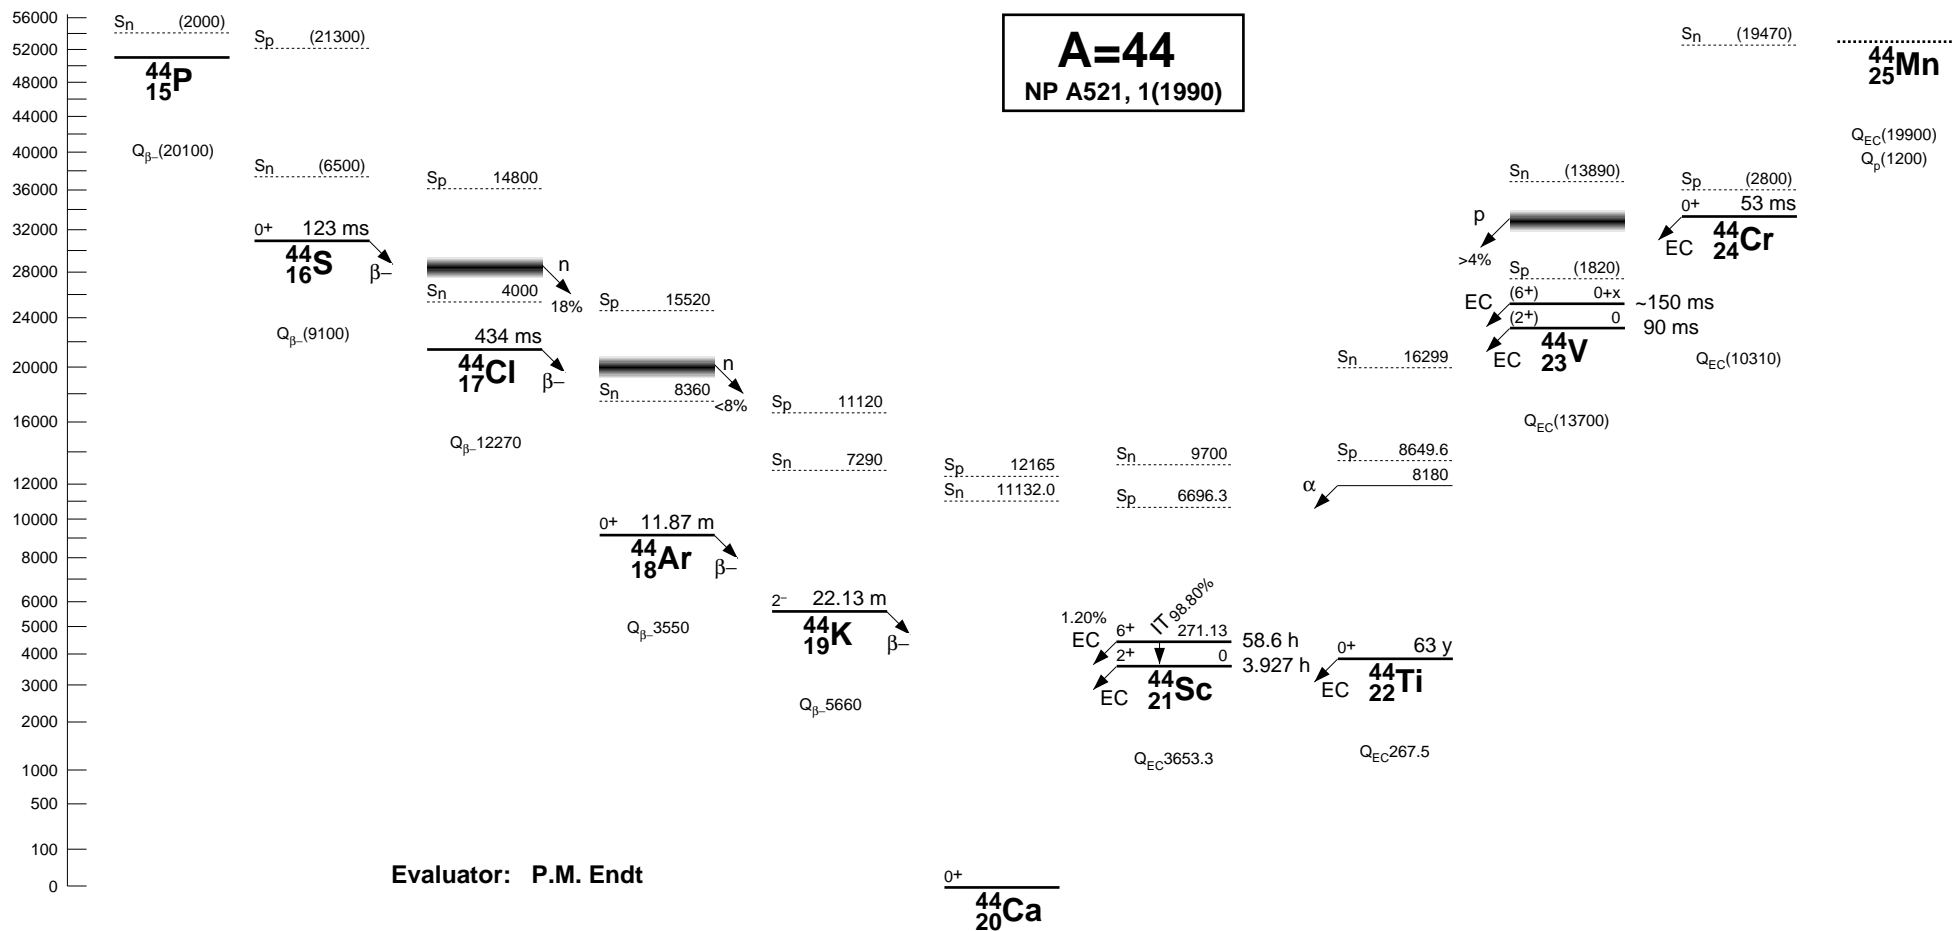 A=44
NP A521, 1(1990)
56000
52000
48000
44000
40000
36000
32000
28000
24000
20000
16000
12000
10000
8000
6000
5000
4000
3000
2000
1000
500
100
0
Sn (2000)
44
15P
Qβ−(20100)
Sp (21300)
Sn (6500)
0+ 123 ms
44
16S
β−
Qβ−(9100)
Sp 14800
n
18%
Sn 4000
434 ms
44
17Cl
β−
Qβ−12270
Sp 15520
n
<8%
Sn 8360
0+ 11.87 m
44
18Ar
β−
Qβ−3550
Sp 11120
Sn 7290
2− 22.13 m
44
19K
β−
Qβ−5660
Sp 12165
Sn 11132.0
0+
44
20Ca
Sn 9700
Sp 6696.3
IT 98.80%
1.20%
EC
6+ 271.13 58.6 h
2+ 0 3.927 h
EC
44
21Sc
QEC3653.3
Sn 16299
Sp 8649.6
8180
α
0+ 63 y
EC
44
22Ti
QEC267.5
Sn (13890)
p
>4%
Sp (1820)
EC
(6+) 0+x ~150 ms
(2+) 0 90 ms
EC
44
23V
QEC(13700)
Sn (19470)
Sp (2800)
0+ 53 ms
EC
44
24Cr
QEC(10310)
44
25Mn
QEC(19900)
Qp(1200)
Evaluator: P.M. Endt